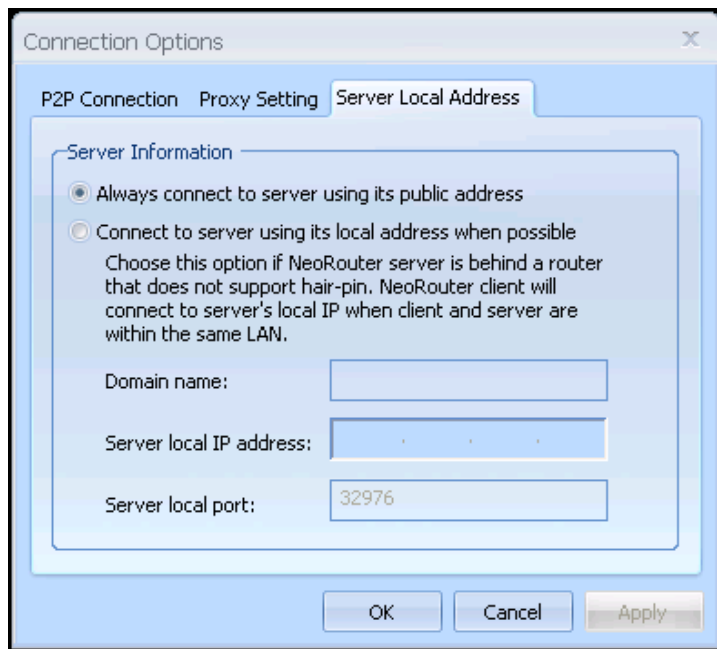 Connection Options
P2P Connection Proxy Setting Server Local Address
Server Information
Always connect to server using its public address
Connect to server using its local address when possible
Choose this option if NeoRouter server is behind a router
that does not support hair-pin. NeoRouter client will
connect to server's local IP when client and server are
within the same LAN.
Domain name:
Server local IP address: . . .
Server local port: 32976
OK Cancel Apply